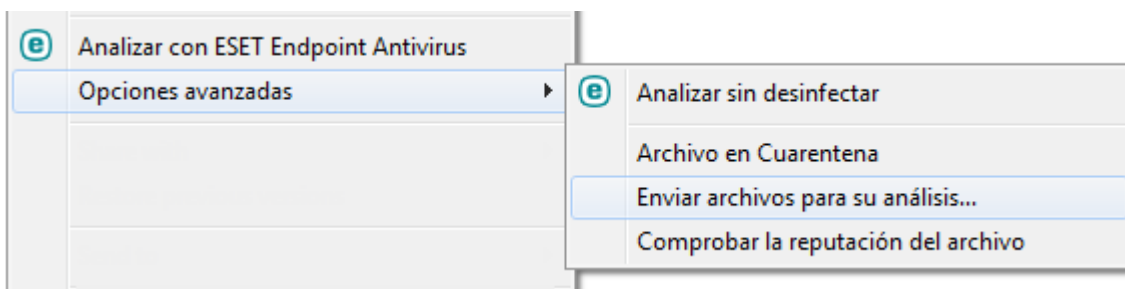 Analizar con ESET Endpoint Antivirus
Opciones avanzadas
Analizar sin desinfectar
Archivo en Cuarentena
Enviar archivos para su análisis...
Comprobar la reputación del archivo